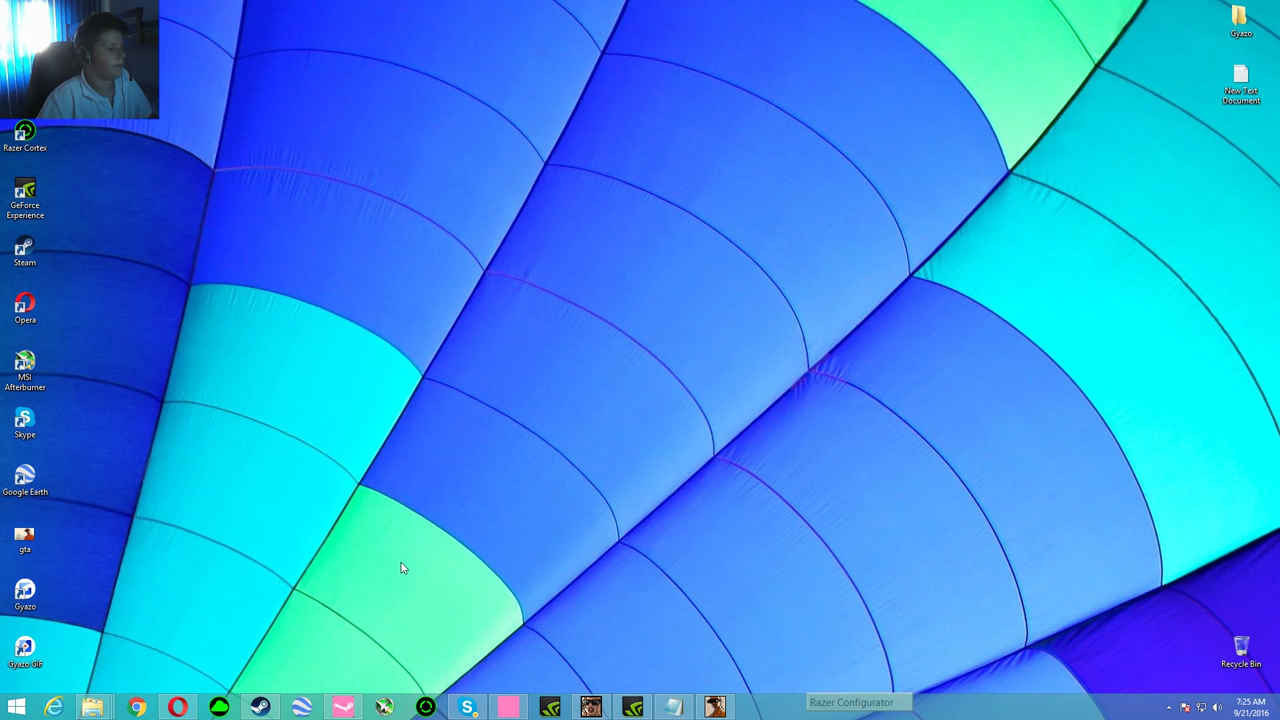 Razer Cortex
GeForce
Experience
Steam
Opera
MSI
Afterburner
Skype
Google Earth
gta
Gyazo
Gyazo GIF
Gyazo
New Text
Document
Recycle Bin
Razer Configurator
7:25 AM
9/21/2016